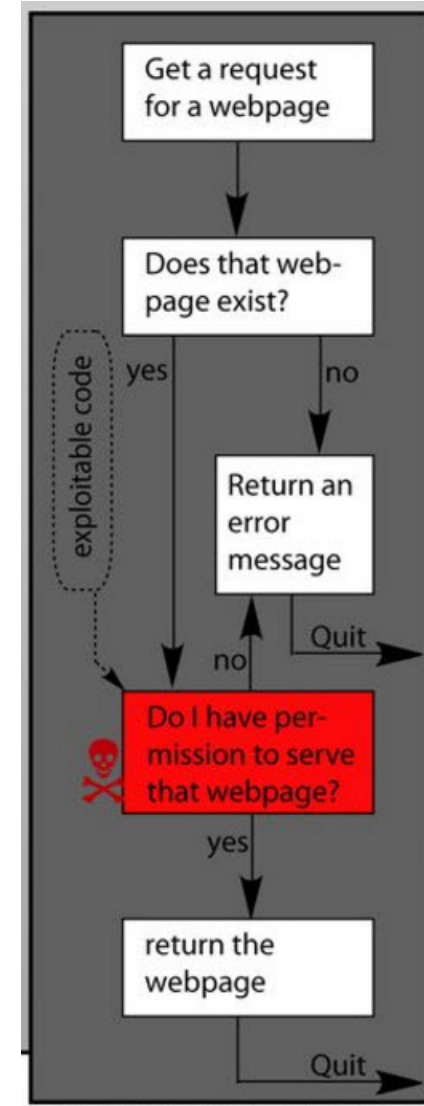 Get a request
for a webpage
Does that web-
page exist?
yes
no
exploitable code
Return an
error
message
Quit
no
Do I have per-
mission to serve
that webpage?
yes
return the
webpage
Quit